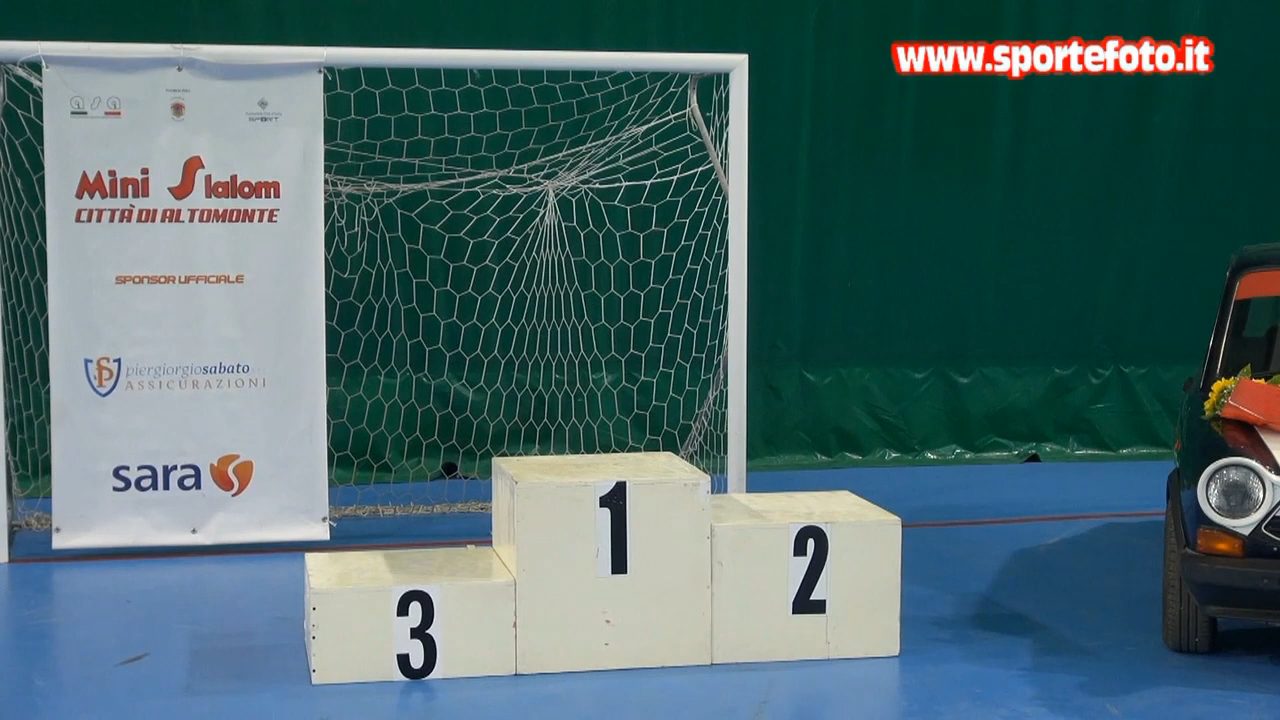 www.sportefoto.it
Mini Slalom
CITTÀ DI ALTOMONTE
SPONSOR UFFICIALE
piergiorgiosabato
ASSICURAZIONI
sara
1
2
3